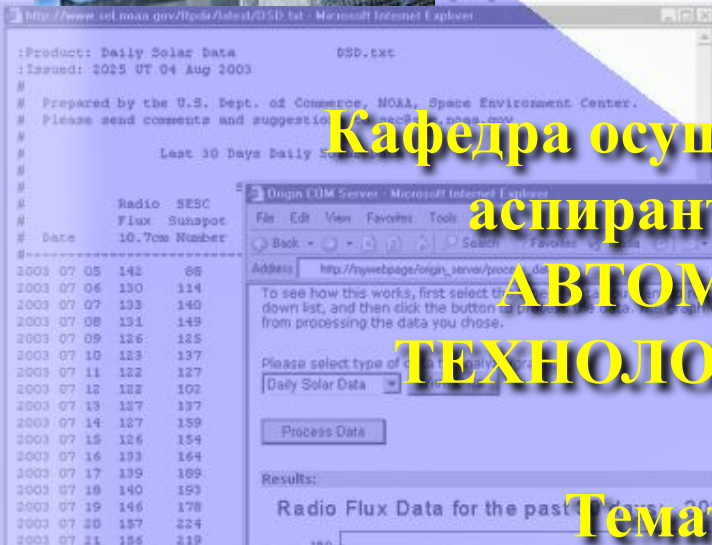 http://www.sel.noaa.gov/ftpdir/latest/DSD.txt - Microsoft Internet Explorer
:Product: Daily Solar Data DSD.txt
:Issued: 2025 UT 04 Aug 2003
#
# Prepared by the U.S. Dept. of Commerce, NOAA, Space Environment Center.
# Please send comments and
#
# Last 30 Days Daily
#
#
# Radio SESC
# Flux Sunspot
# Date 10.7cm Number
#
2003 07 05 142 88
2003 07 06 130 114
2003 07 07 133 140
2003 07 08 131 149
2003 07 09 126 125
2003 07 10 123 137
2003 07 11 122 127
2003 07 12 122 102
2003 07 13 127 137
2003 07 14 127 159
2003 07 15 126 154
2003 07 16 133 164
2003 07 17 139 189
2003 07 18 140 193
2003 07 19 146 178
2003 07 20 157 224
2003 07 21 156 219
Origin COM Server - Microsoft Internet Explorer
File Edit View Favorites Tools
Back Search Favorites
Address http://mywebpage/origin_server/
To see how this works, first select the
down list, and then click the button to
from processing the data you chose.
Please select type of
Daily Solar Data
Process Data
Results:
Radio Flux Data for the past
Кафедра осущ
аспирант
АВТОМ
ТЕХНОЛО
Темат